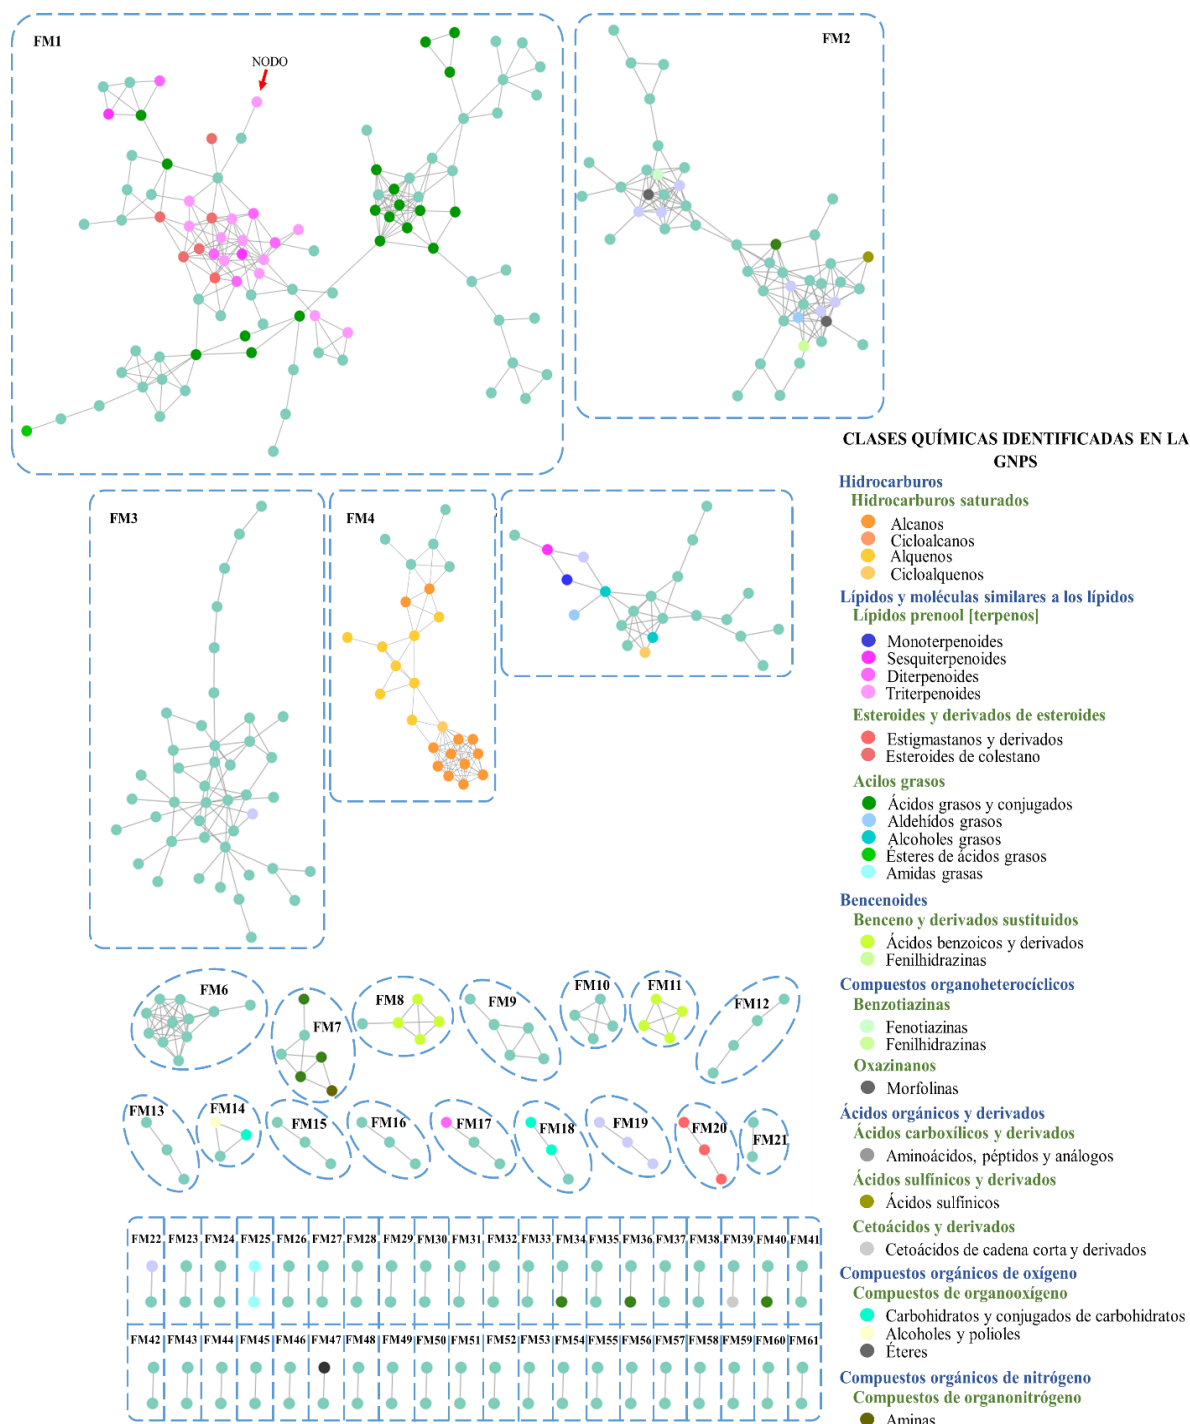 FM1
NODO
FM2
CLASES QUÍMICAS IDENTIFICADAS EN LA
GNPS
Hidrocarburos
Hidrocarburos saturados
Alcanos
Cicloalcanos
Alquenos
Cicloalquenos
Lípidos y moléculas similares a los lípidos
Lípidos prenool [terpenos]
Monoterpenoides
Sesquiterpenoides
Diterpenoides
Triterpenoides
Esteroides y derivados de esteroides
Estigmastanos y derivados
Esteroides de colestano
Acilos grasos
Ácidos grasos y conjugados
Aldehídos grasos
Alcoholes grasos
Ésteres de ácidos grasos
Amidas grasas
Bencenoides
Benceno y derivados sustituidos
Ácidos benzoicos y derivados
Fenilhidrazinas
Compuestos organoheterocíclicos
Benzotiazinas
Fenotiazinas
Fenilhidrazinas
Oxazinanos
Morfolinas
Ácidos orgánicos y derivados
Ácidos carboxílicos y derivados
Aminoácidos, péptidos y análogos
Ácidos sulfínicos y derivados
Ácidos sulfínicos
Cetoácidos y derivados
Cetoácidos de cadena corta y derivados
Compuestos orgánicos de oxígeno
Compuestos de organooxígeno
Carbohidratos y conjugados de carbohidratos
Alcoholes y polioles
Éteres
Compuestos orgánicos de nitrógeno
Compuestos de organonitrógeno
Aminas
FM3
FM4
FM6
FM7
FM8
FM9
FM10
FM11
FM12
FM13
FM14
FM15
FM16
FM17
FM18
FM19
FM20
FM21
FM22 FM23 FM24 FM25 FM26 FM27 FM28 FM29 FM30 FM31 FM32 FM33 FM34 FM35 FM36 FM37 FM38 FM39 FM40 FM41
FM42 FM43 FM44 FM45 FM46 FM47 FM48 FM49 FM50 FM51 FM52 FM53 FM54 FM55 FM56 FM57 FM58 FM59 FM60 FM61